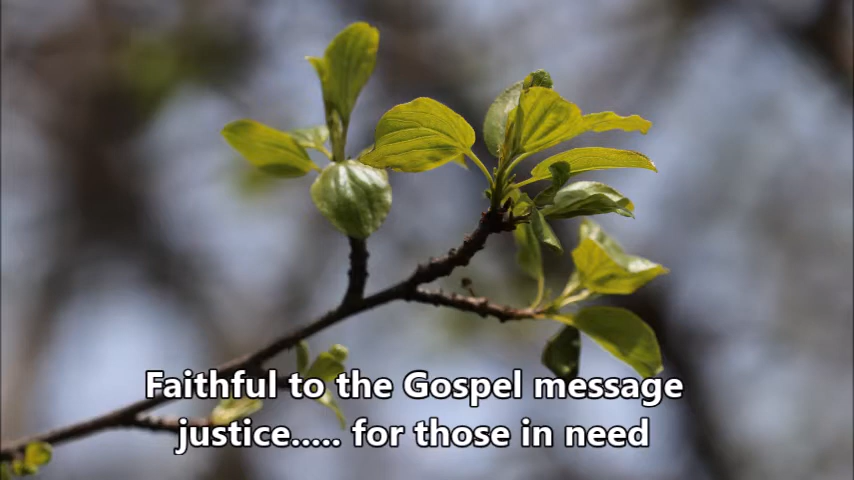 Faithful to the Gospel message
justice..... for those in need